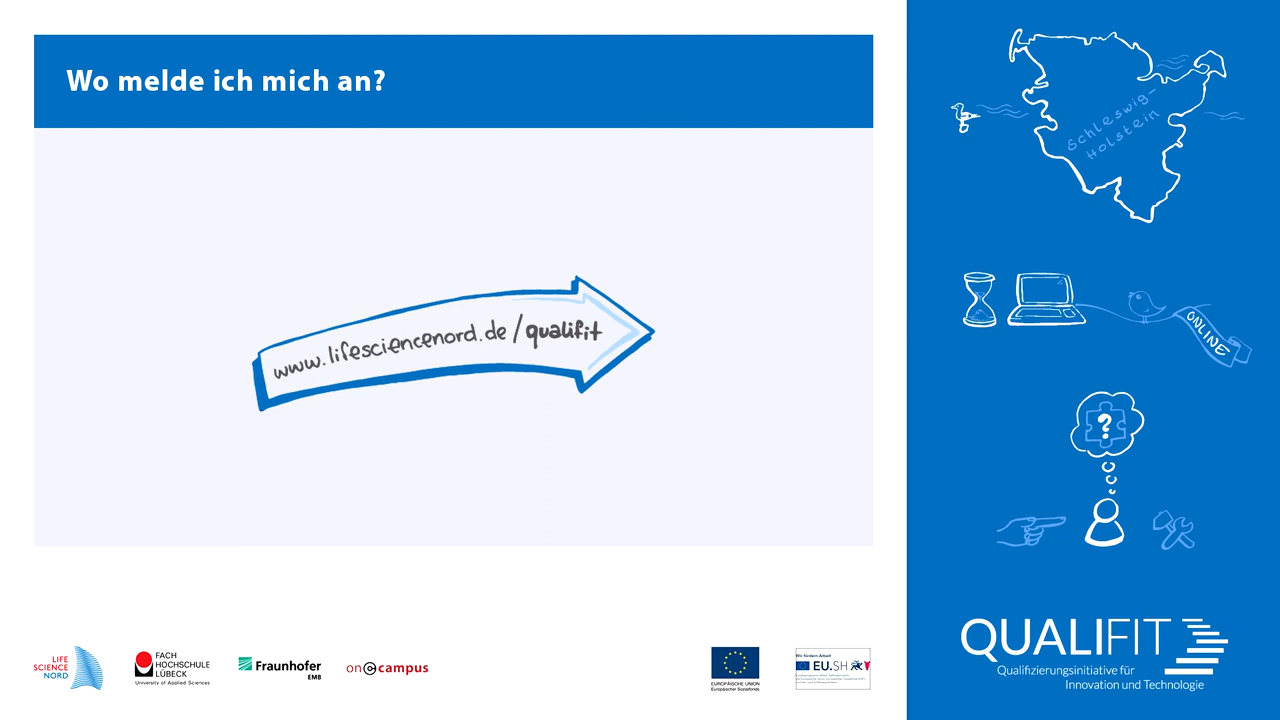 Wo melde ich mich an?
www.lifesciencenord.de/qualifit
Schleswig-
Holstein
ONLINE
?
QUALIFIT
Qualifizierungsinitiative für
Innovation und Technologie
LIFE
SCIENCE
NORD
FACH
HOCHSCHULE
LÜBECK
University of Applied Sciences
Fraunhofer
EMB
oncampus
EUROPÄISCHE UNION
Europäischer Sozialfonds
Wir fördern Arbeit
EU.SH